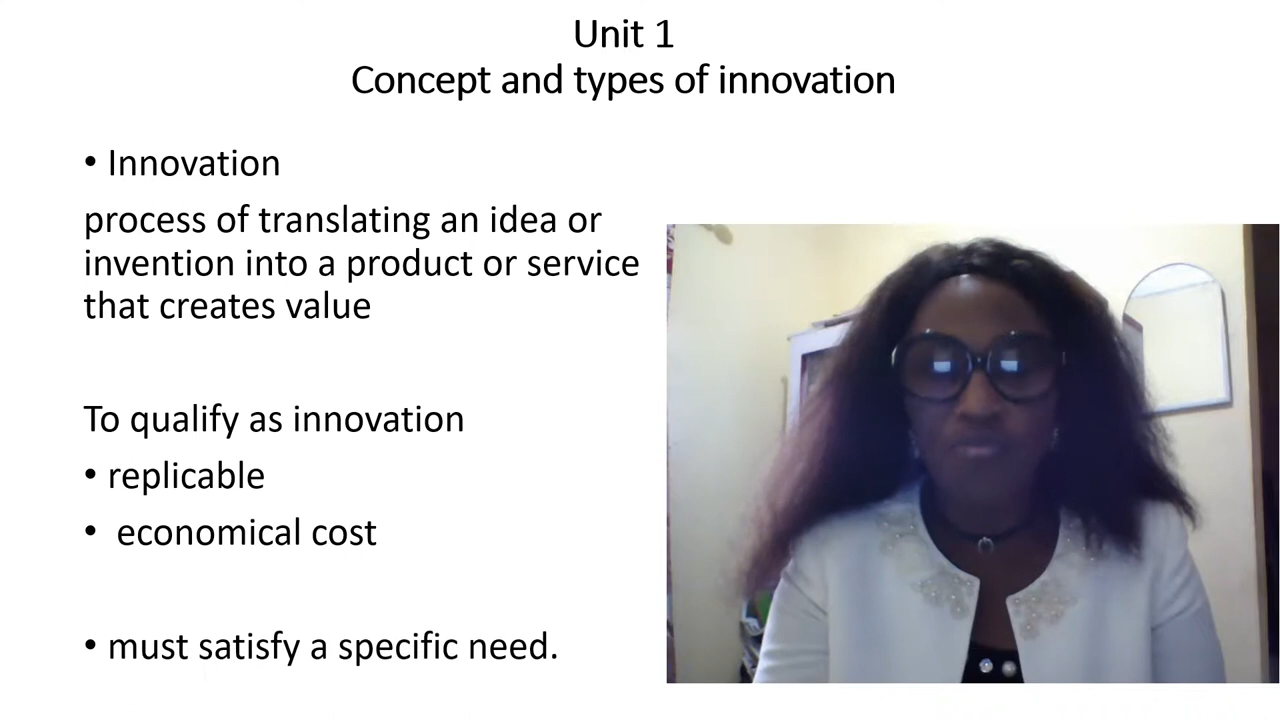 Unit 1
Concept and types of innovation
• Innovation
process of translating an idea or
invention into a product or service
that creates value
To qualify as innovation
• replicable
• economical cost
• must satisfy a specific need.